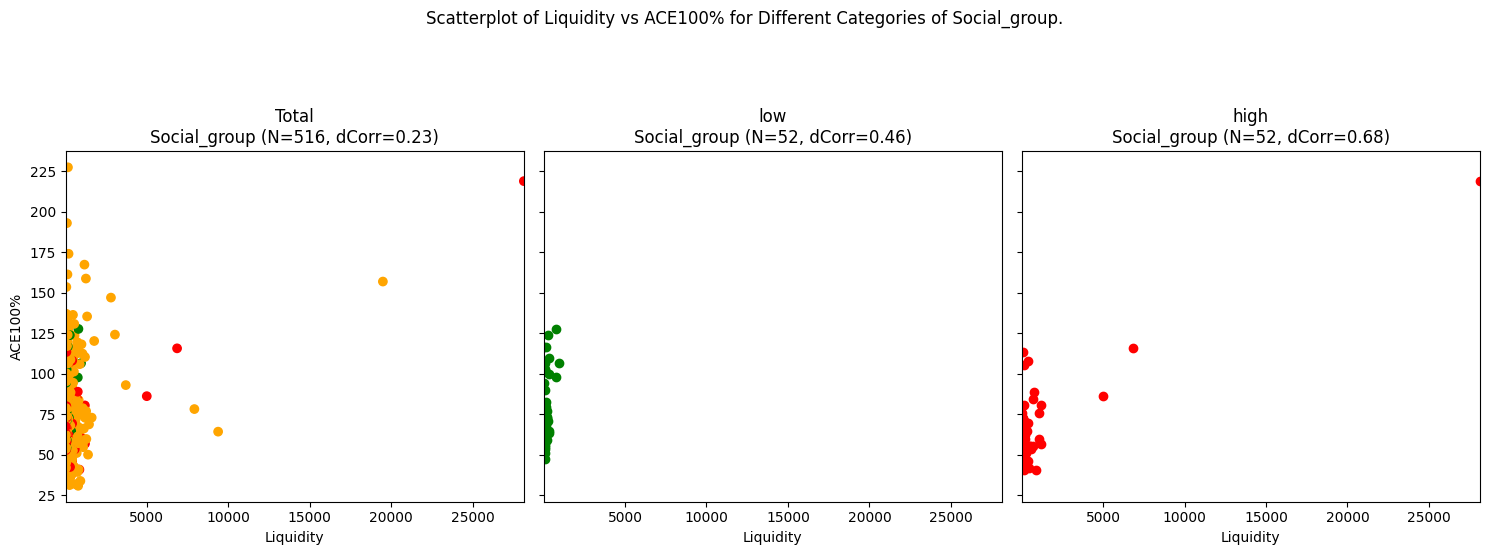 Scatterplot of Liquidity vs ACE100% for Different Categories of Social_group.
Total
Social_group (N=516, dCorr=0.23)
low
Social_group (N=52, dCorr=0.46)
high
Social_group (N=52, dCorr=0.68)
ACE100%
225
200
175
150
125
100
75
50
25
5000 10000 15000 20000 25000
Liquidity
5000 10000 15000 20000 25000
Liquidity
5000 10000 15000 20000 25000
Liquidity